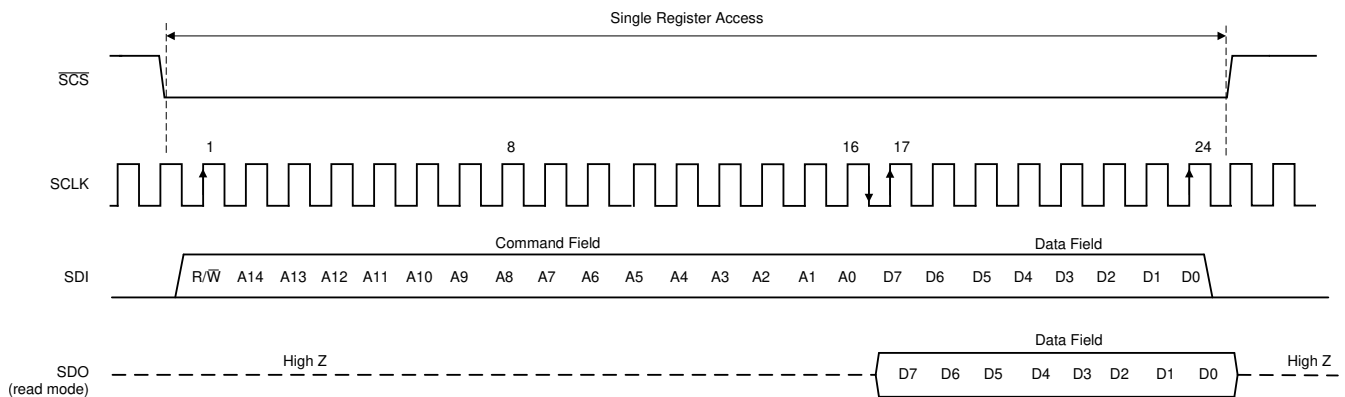 Single Register Access
SCS
1 8 16 17 24
SCLK
Command Field Data Field
SDI R/W A14 A13 A12 A11 A10 A9 A8 A7 A6 A5 A4 A3 A2 A1 A0 D7 D6 D5 D4 D3 D2 D1 D0
Data Field
High Z High Z
SDO D7 D6 D5 D4 D3 D2 D1 D0
(read mode)